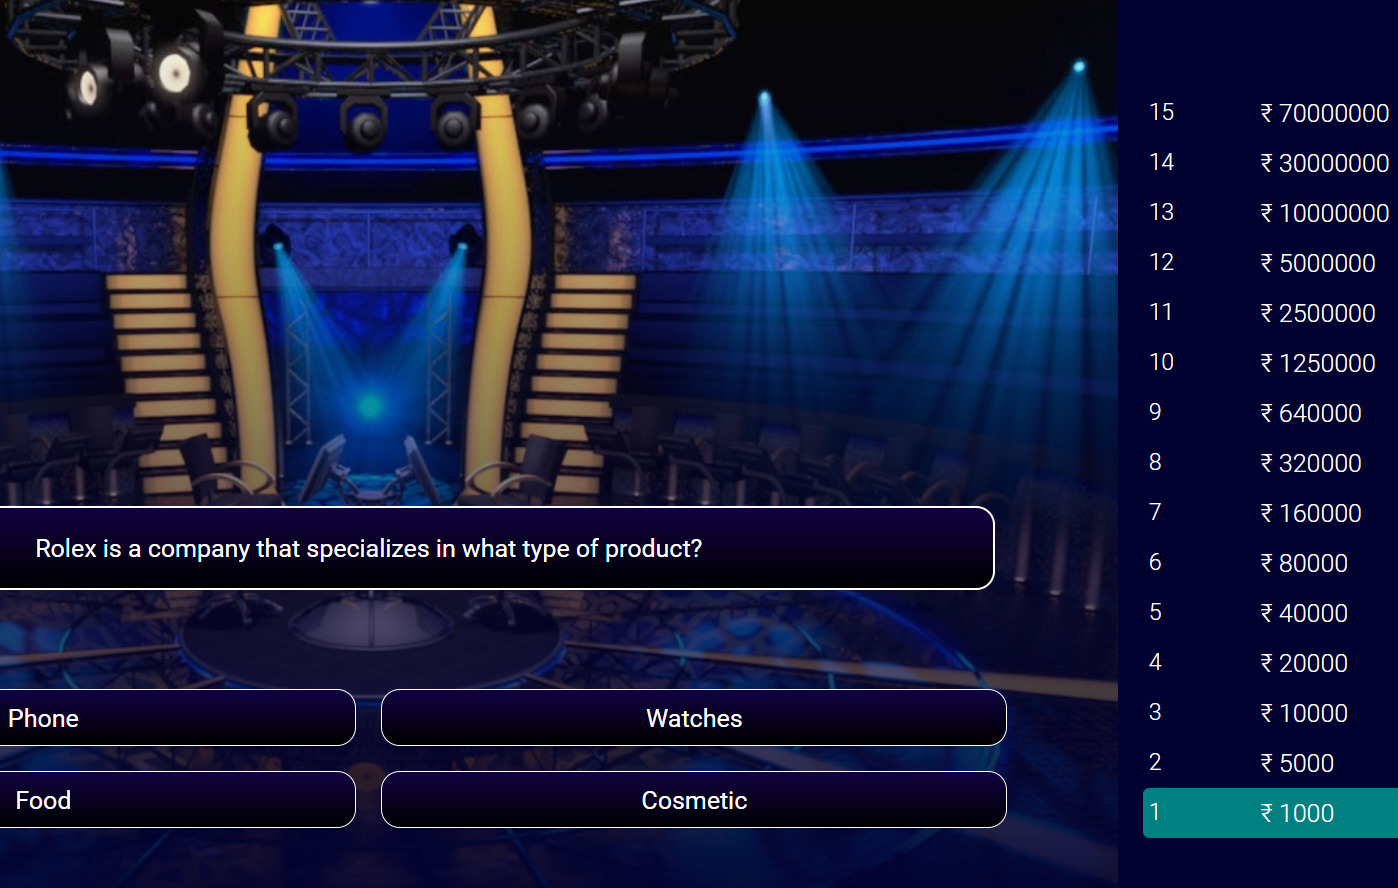 Rolex is a company that specializes in what type of product?
Phone
Watches
Food
Cosmetic
15 ₹ 70000000
14 ₹ 30000000
13 ₹ 10000000
12 ₹ 5000000
11 ₹ 2500000
10 ₹ 1250000
9 ₹ 640000
8 ₹ 320000
7 ₹ 160000
6 ₹ 80000
5 ₹ 40000
4 ₹ 20000
3 ₹ 10000
2 ₹ 5000
1 ₹ 1000